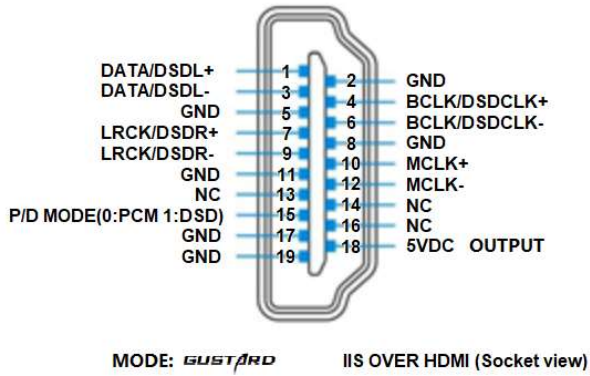 DATA/DSDL+ 1
2 GND
DATA/DSDL- 3
4 BCLK/DSDCLK+
GND 5
6 BCLK/DSDCLK-
LRCK/DSDR+ 7
8 GND
LRCK/DSDR- 9
10 MCLK+
GND 11
12 MCLK-
NC 13
14 NC
P/D MODE(0:PCM 1:DSD) 15
16 NC
GND 17
18 5VDC OUTPUT
GND 19
MODE: GUSTARD IIS OVER HDMI (Socket view)